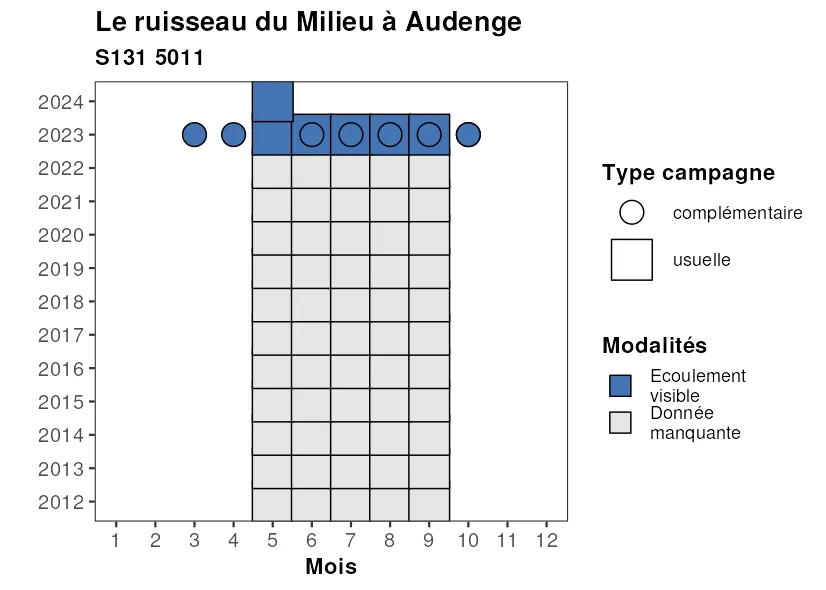 Le ruisseau du Milieu à Audenge
S131 5011
2024
2023
2022
2021
2020
2019
2018
2017
2016
2015
2014
2013
2012
1 2 3 4 5 6 7 8 9 10 11 12
Mois
Type campagne
complémentaire
usuelle
Modalités
Ecoulement
visible
Donnée
manquante